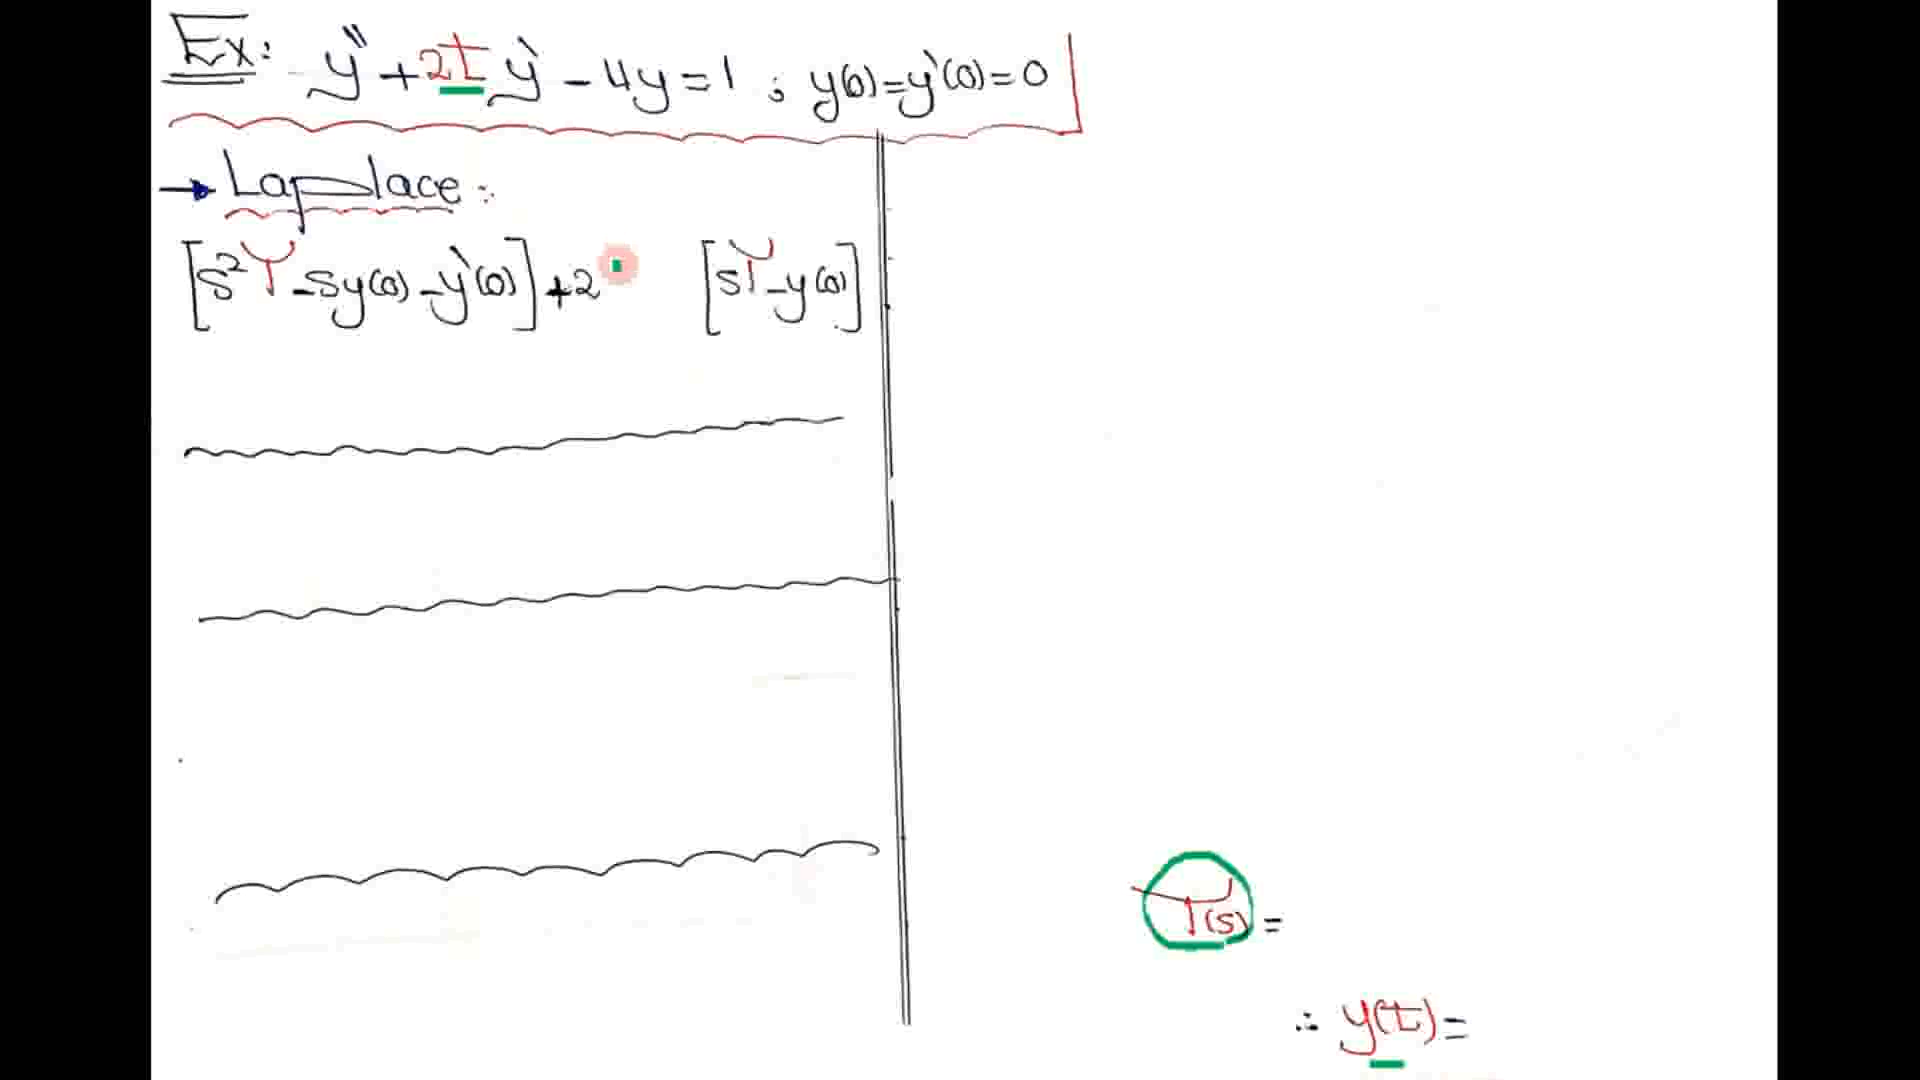 Ex: y'' + 2t y' - 4y = 1 ; y(0) = y'(0) = 0
→ Laplace :
[s²Y - sy(0) - y'(0)] + 2 [sY - y(0)]
Y(s) =
∴ y(t) =